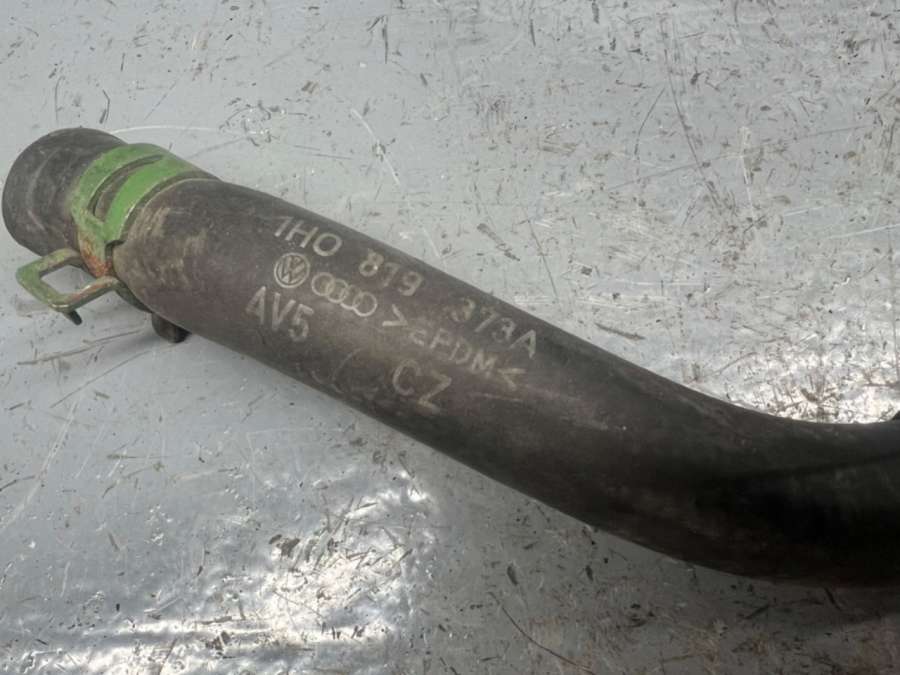 1H0 819 373A
>EPDM<
AV5
CZ